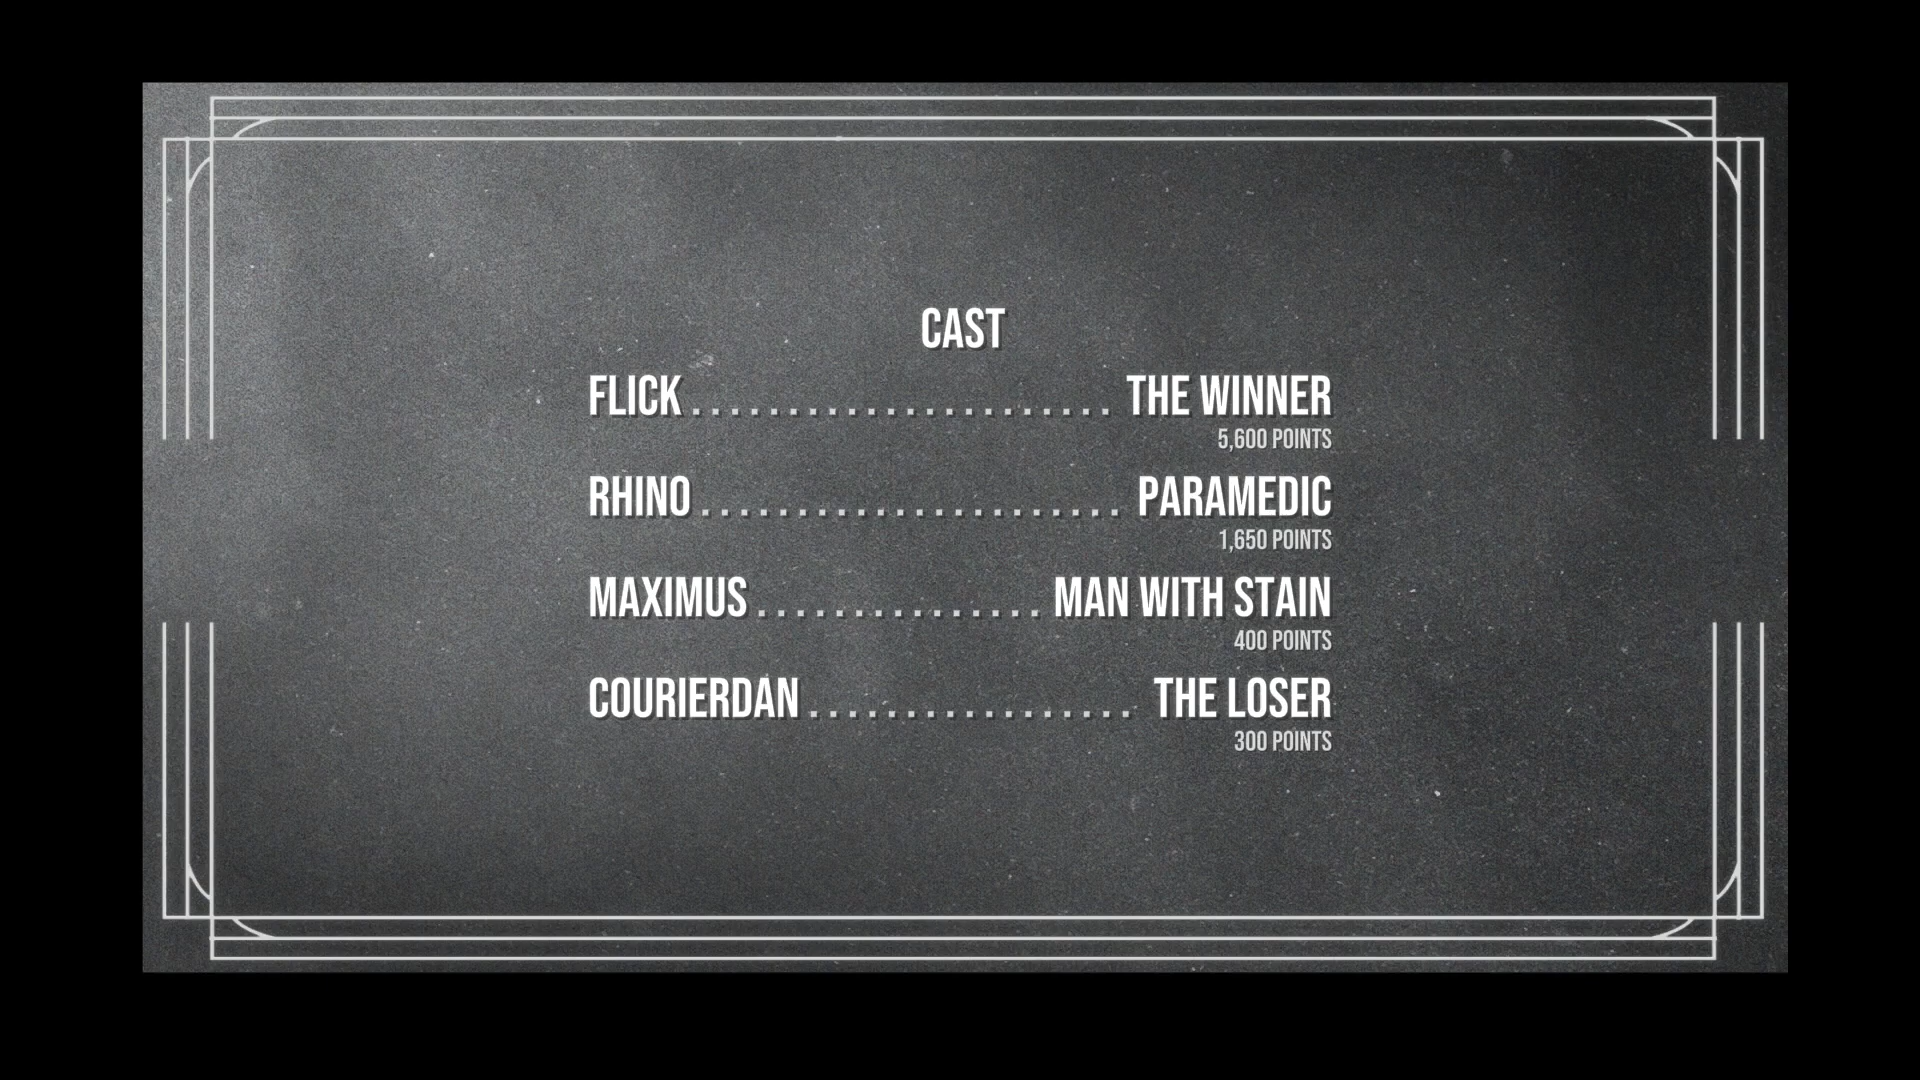 CAST
FLICK . . . . . . . . . . . . . . . . . . . . . . THE WINNER
5,600 POINTS
RHINO . . . . . . . . . . . . . . . . . . . . . . PARAMEDIC
1,650 POINTS
MAXIMUS . . . . . . . . . . . . . . . MAN WITH STAIN
400 POINTS
COURIERDAN . . . . . . . . . . . . . . . . . THE LOSER
300 POINTS